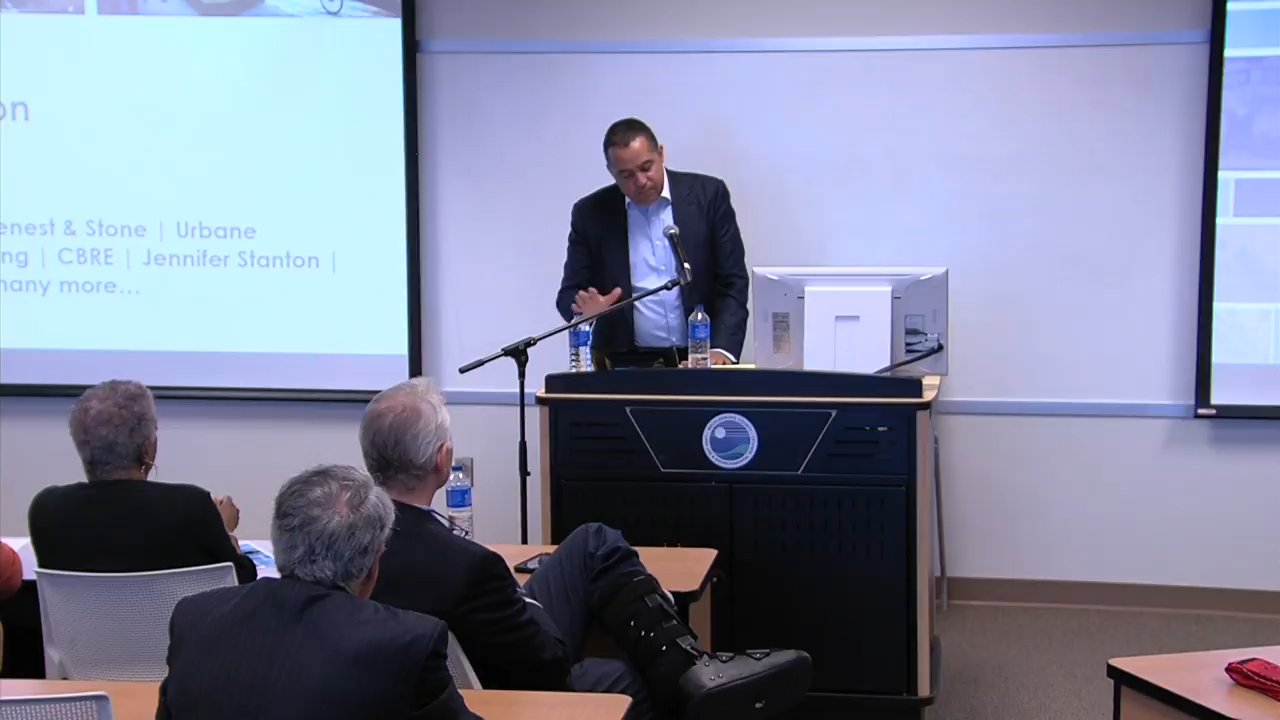 on
enest & Stone | Urbane
ng | CBRE | Jennifer Stanton |
many more...